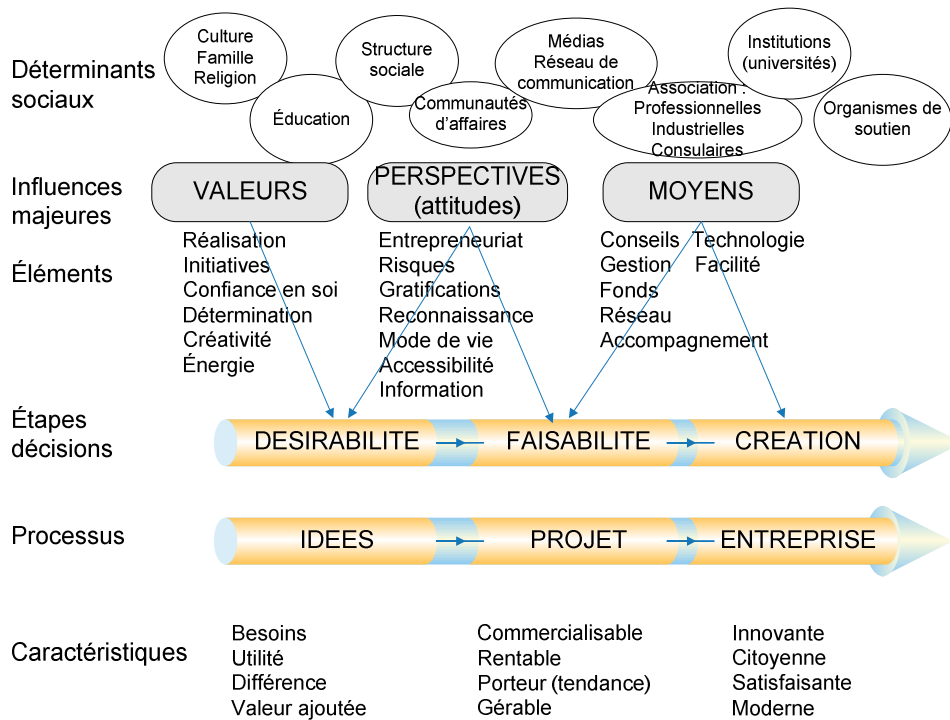 Déterminants
sociaux
Culture
Famille
Religion
Éducation
Structure
sociale
Communautés
d'affaires
Médias
Réseau de
communication
Association :
Professionnelles
Industrielles
Consulaires
Institutions
(universités)
Organismes de
soutien
Influences
majeures
VALEURS
PERSPECTIVES
(attitudes)
MOYENS
Éléments
Réalisation
Initiatives
Confiance en soi
Détermination
Créativité
Énergie
Entrepreneuriat
Risques
Gratifications
Reconnaissance
Mode de vie
Accessibilité
Information
Conseils
Gestion
Fonds
Réseau
Accompagnement
Technologie
Facilité
Étapes
décisions
DESIRABILITE
FAISABILITE
CREATION
Processus
IDEES
PROJET
ENTREPRISE
Caractéristiques
Besoins
Utilité
Différence
Valeur ajoutée
Commercialisable
Rentable
Porteur (tendance)
Gérable
Innovante
Citoyenne
Satisfaisante
Moderne